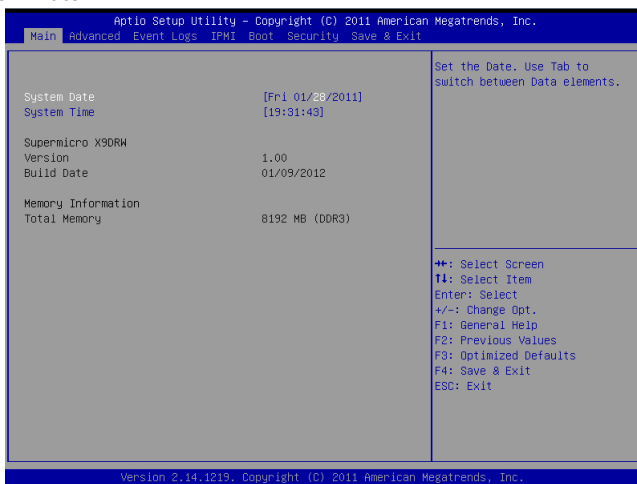 Aptio Setup Utility – Copyright (C) 2011 American Megatrends, Inc.
Main Advanced Event Logs IPMI Boot Security Save & Exit
Set the Date. Use Tab to
switch between Data elements.
System Date [Fri 01/28/2011]
System Time [19:31:43]
Supermicro X9DRW
Version 1.00
Build Date 01/09/2012
Memory Information
Total Memory 8192 MB (DDR3)
→←: Select Screen
↑↓: Select Item
Enter: Select
+/-: Change Opt.
F1: General Help
F2: Previous Values
F3: Optimized Defaults
F4: Save & Exit
ESC: Exit
Version 2.14.1219. Copyright (C) 2011 American Megatrends, Inc.